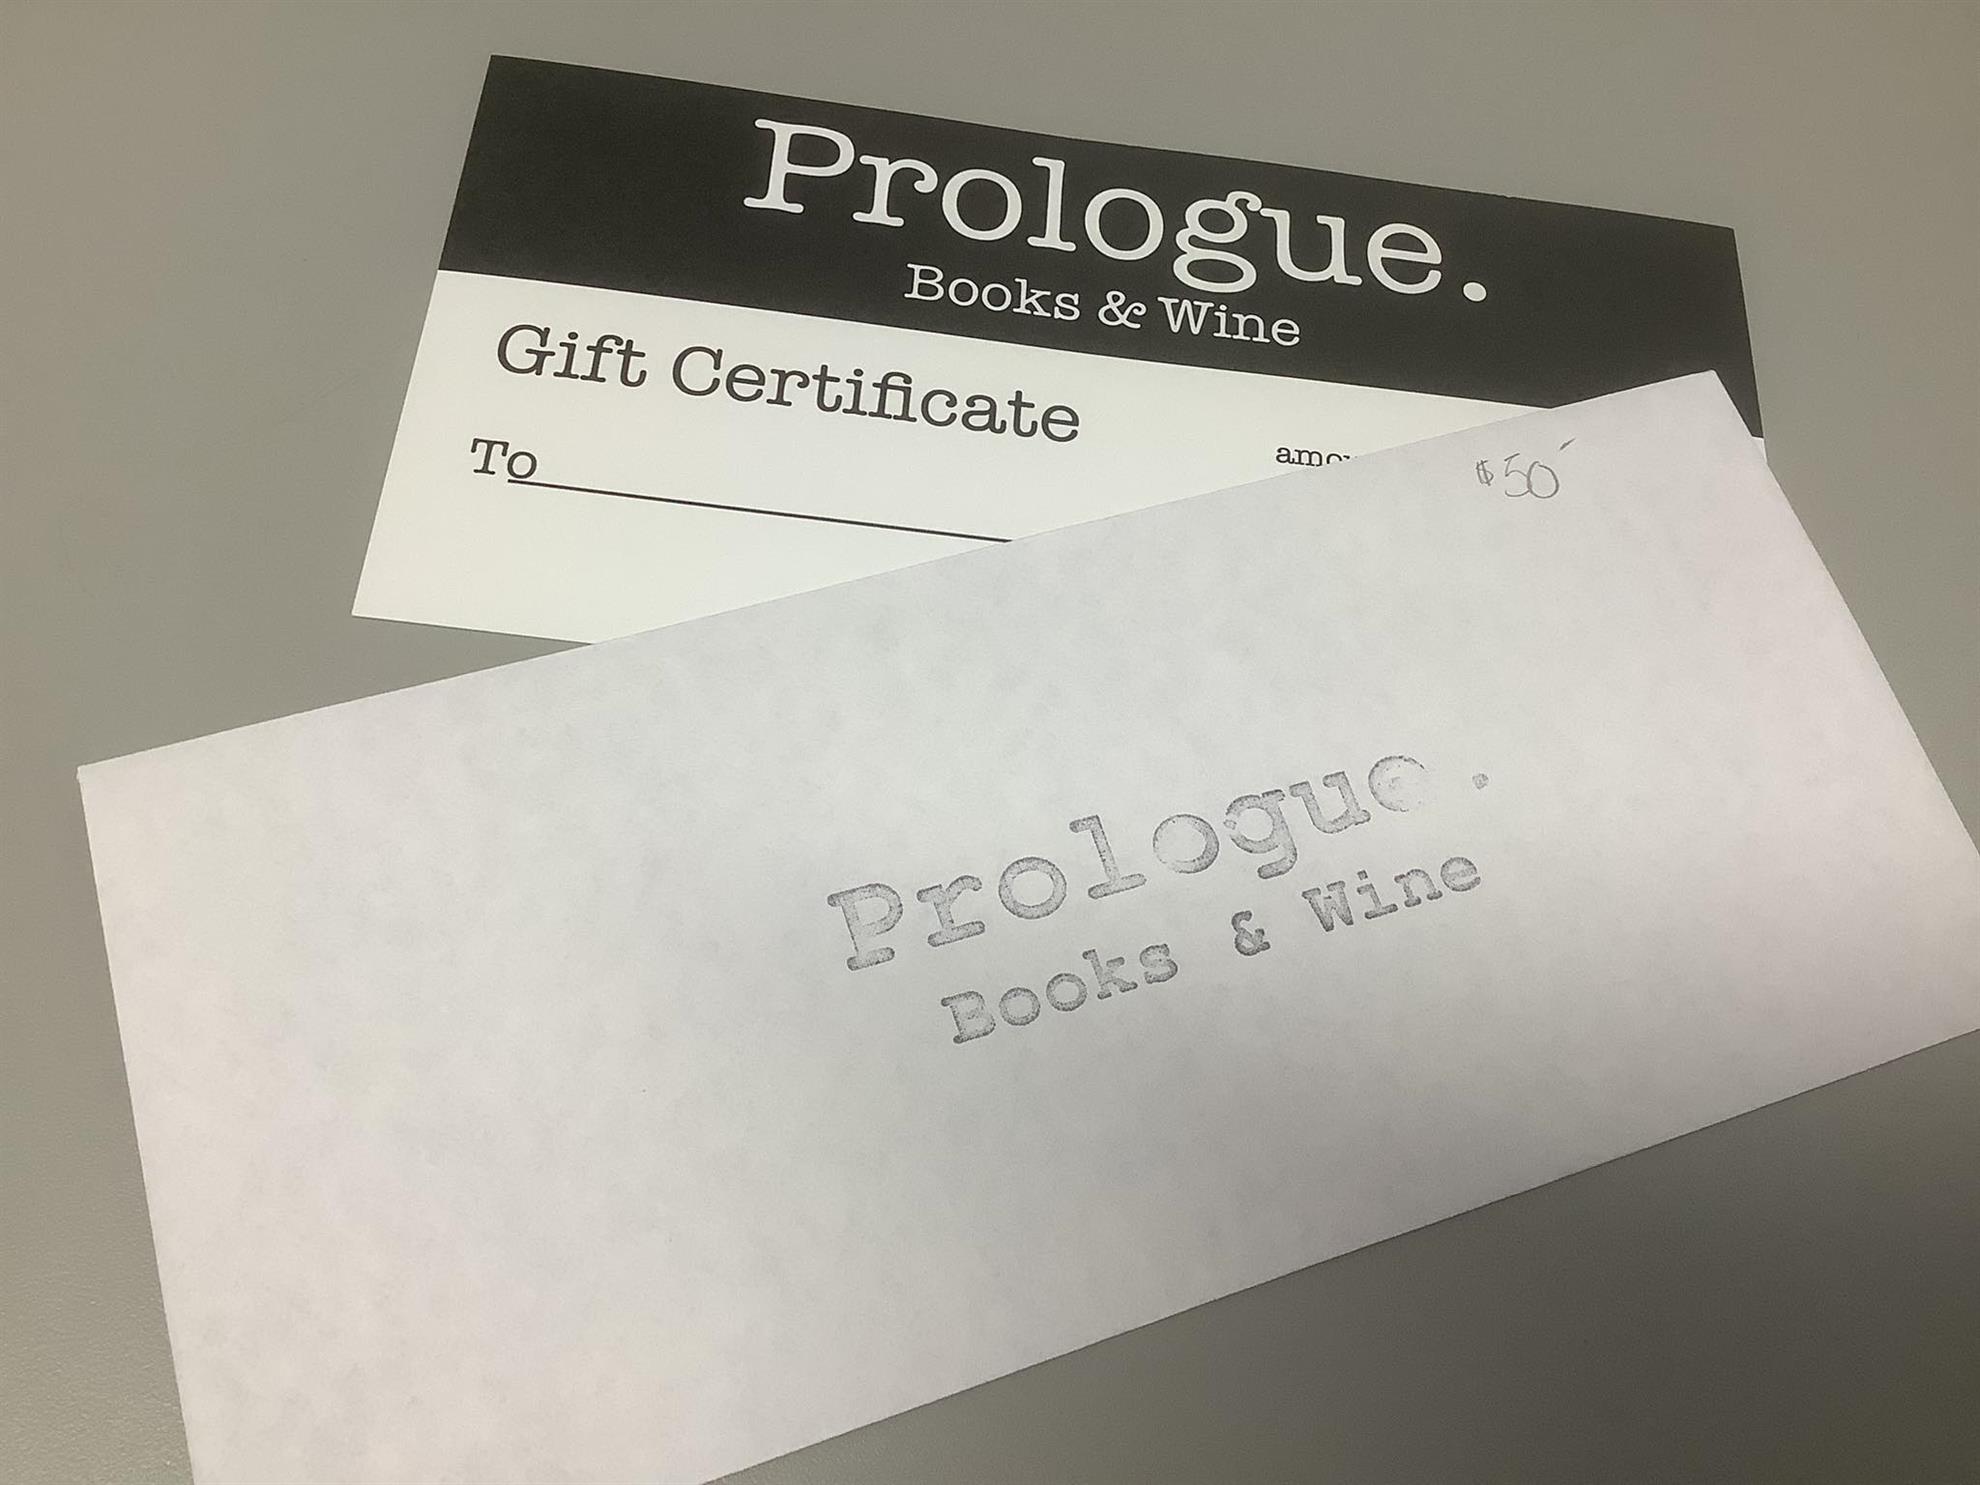 Prologue.
Books & Wine
Gift Certificate
To
$50
Prologue.
Books & Wine